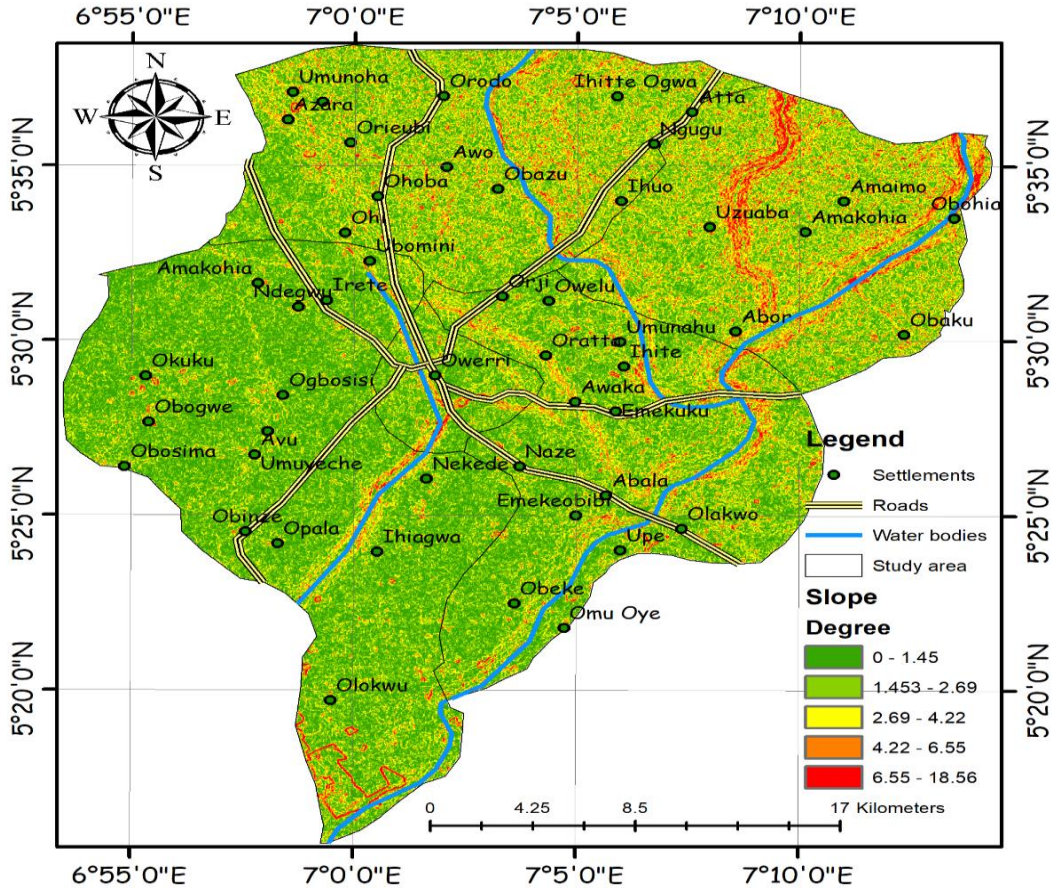 6°55'0"E 7°0'0"E 7°5'0"E 7°10'0"E
N
W E
S
5°35'0"N
5°30'0"N
5°25'0"N
5°20'0"N
5°35'0"N
5°30'0"N
5°25'0"N
5°20'0"N
Umunoha
Orodo
Ihitte Ogwa
Azara
Atta
Orieubi
Ngugu
Awo
Obazu
Ohoba
Ihuo
Amaimo
Obohia
Uzuaba
Amakohia
Ohi
Ubomini
Amakohia
Ndegwu
Irete
Orji
Owelu
Umunahu
Abor
Obaku
Oratta
Ihite
Okuku
Owerri
Ogbosisi
Awaka
Emekuku
Obogwe
Avu
Obosima
Umuyeche
Nekede
Naze
Abala
Emekeobibi
Olakwo
Obinze
Opala
Ihiagwa
Upe
Obeke
Omu Oye
Olokwu
Legend
Settlements
Roads
Water bodies
Study area
Slope
Degree
0 - 1.45
1.453 - 2.69
2.69 - 4.22
4.22 - 6.55
6.55 - 18.56
0 4.25 8.5 17 Kilometers
6°55'0"E 7°0'0"E 7°5'0"E 7°10'0"E